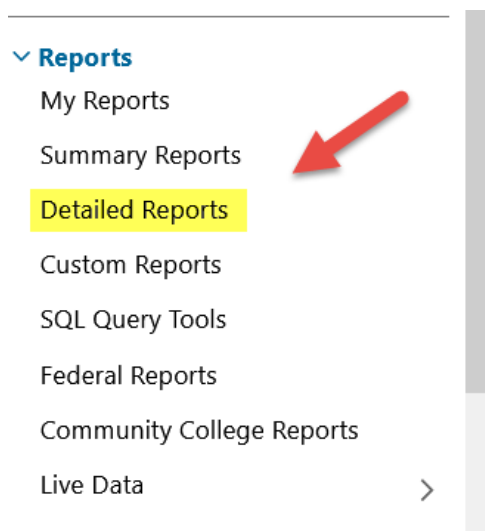 Reports
My Reports
Summary Reports
Detailed Reports
Custom Reports
SQL Query Tools
Federal Reports
Community College Reports
Live Data